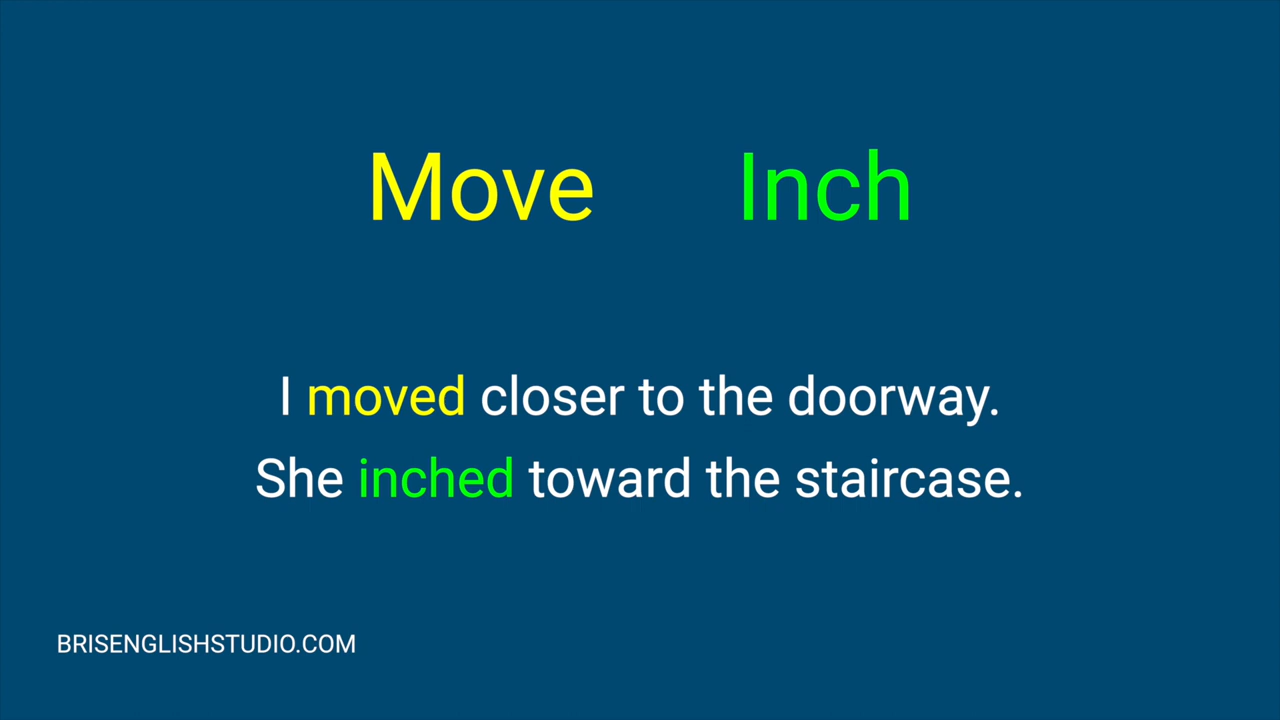 Move Inch
I moved closer to the doorway.
She inched toward the staircase.
BRISENGLISHSTUDIO.COM